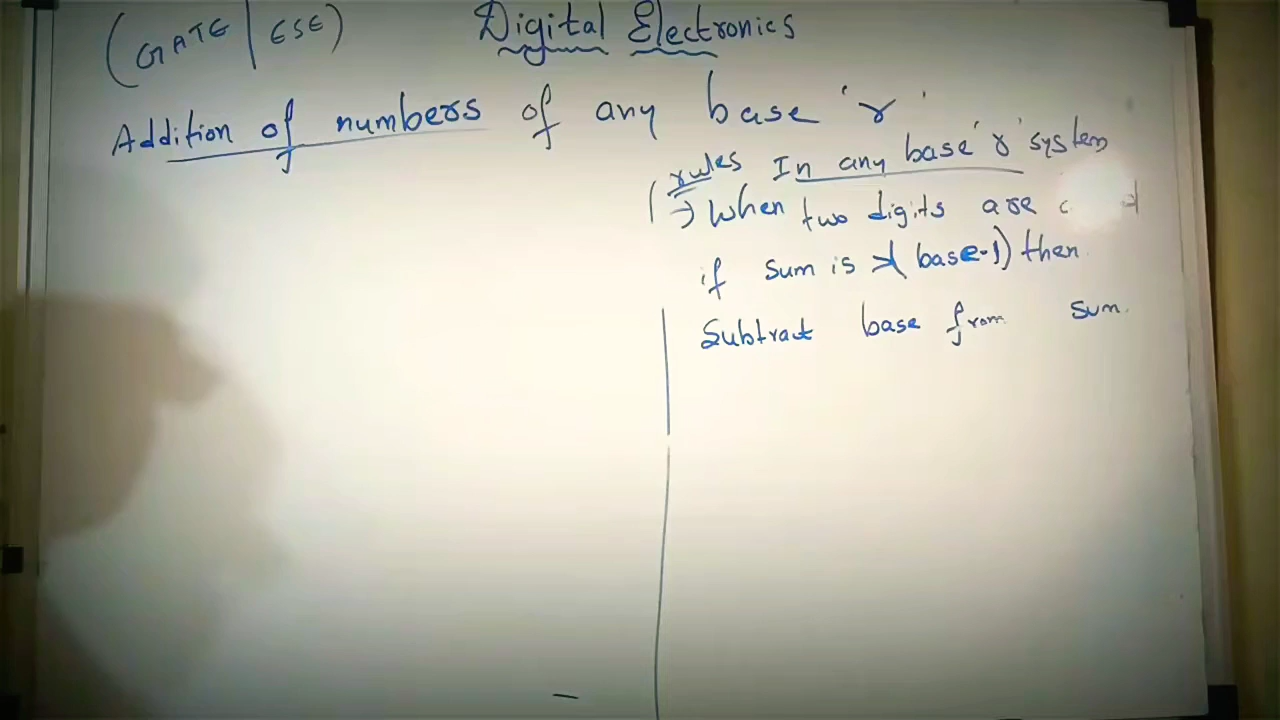 (GATE | ESE)
Digital Electronics
Addition of numbers of any base 'r'
(rules In any base 'r' system
→ When two digits are
if sum is > (base-1) then
Subtract base from sum.